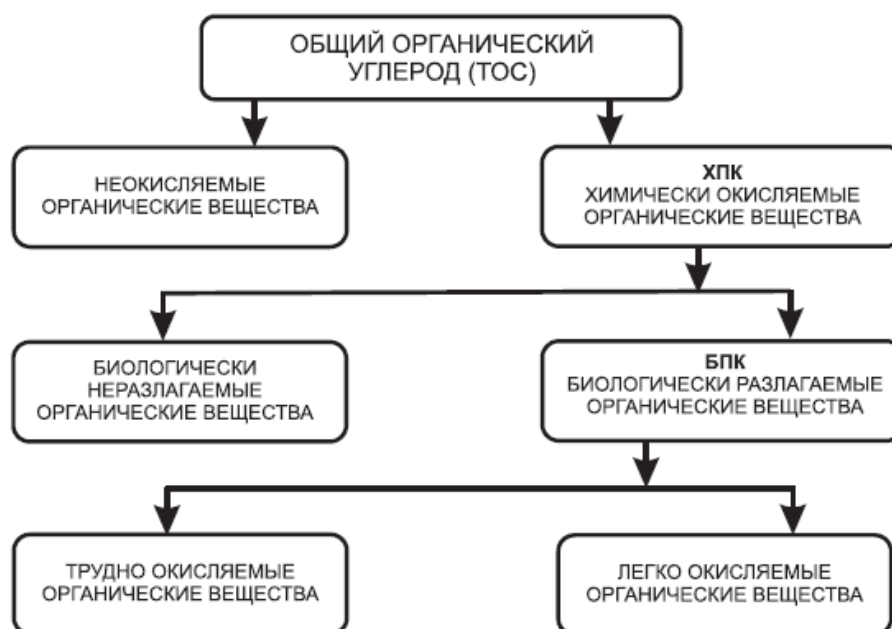 ОБЩИЙ ОРГАНИЧЕСКИЙ
УГЛЕРОД (ТОС)
НЕОКИСЛЯЕМЫЕ
ОРГАНИЧЕСКИЕ ВЕЩЕСТВА
ХПК
ХИМИЧЕСКИ ОКИСЛЯЕМЫЕ
ОРГАНИЧЕСКИЕ ВЕЩЕСТВА
БИОЛОГИЧЕСКИ
НЕРАЗЛАГАЕМЫЕ
ОРГАНИЧЕСКИЕ ВЕЩЕСТВА
БПК
БИОЛОГИЧЕСКИ РАЗЛАГАЕМЫЕ
ОРГАНИЧЕСКИЕ ВЕЩЕСТВА
ТРУДНО ОКИСЛЯЕМЫЕ
ОРГАНИЧЕСКИЕ ВЕЩЕСТВА
ЛЕГКО ОКИСЛЯЕМЫЕ
ОРГАНИЧЕСКИЕ ВЕЩЕСТВА